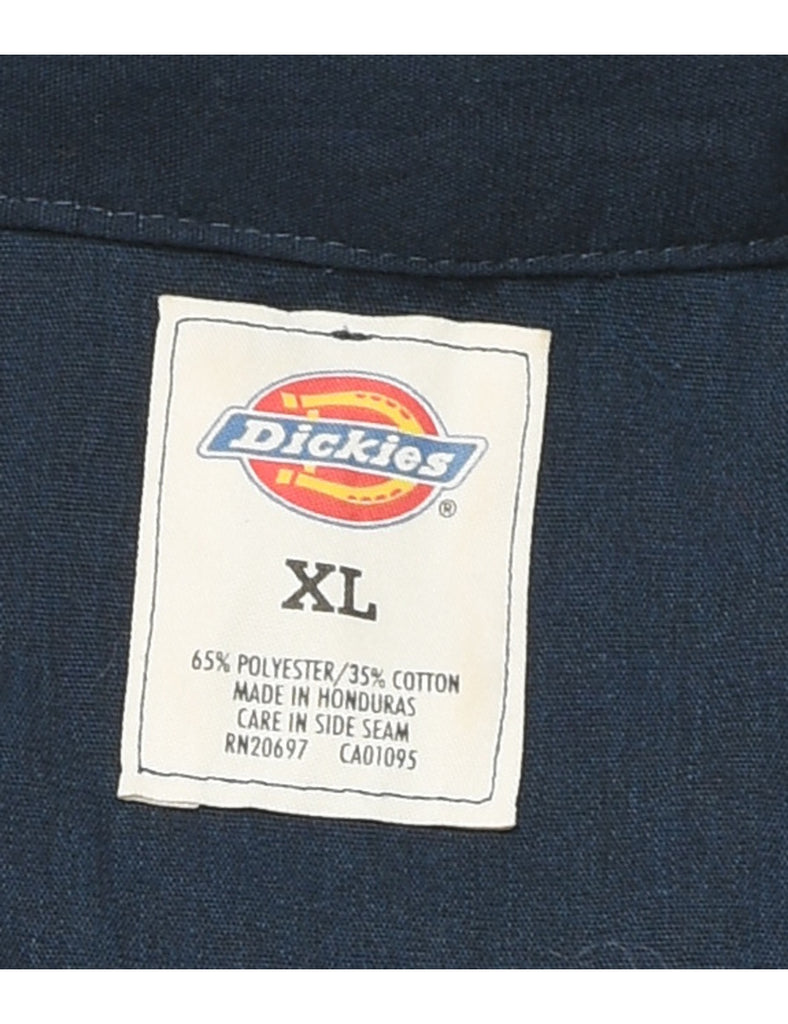 Dickies
®
XL
65% POLYESTER/35% COTTON
MADE IN HONDURAS
CARE IN SIDE SEAM
RN20697 CA01095